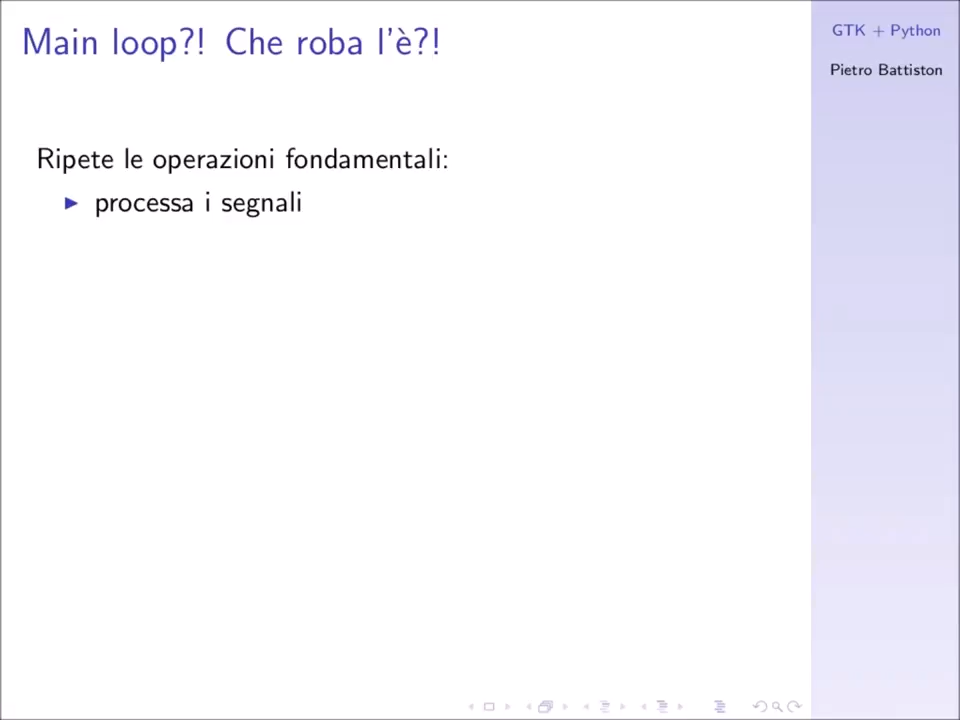 Main loop?! Che roba l'è?!
Ripete le operazioni fondamentali:
processa i segnali
GTK + Python
Pietro Battiston